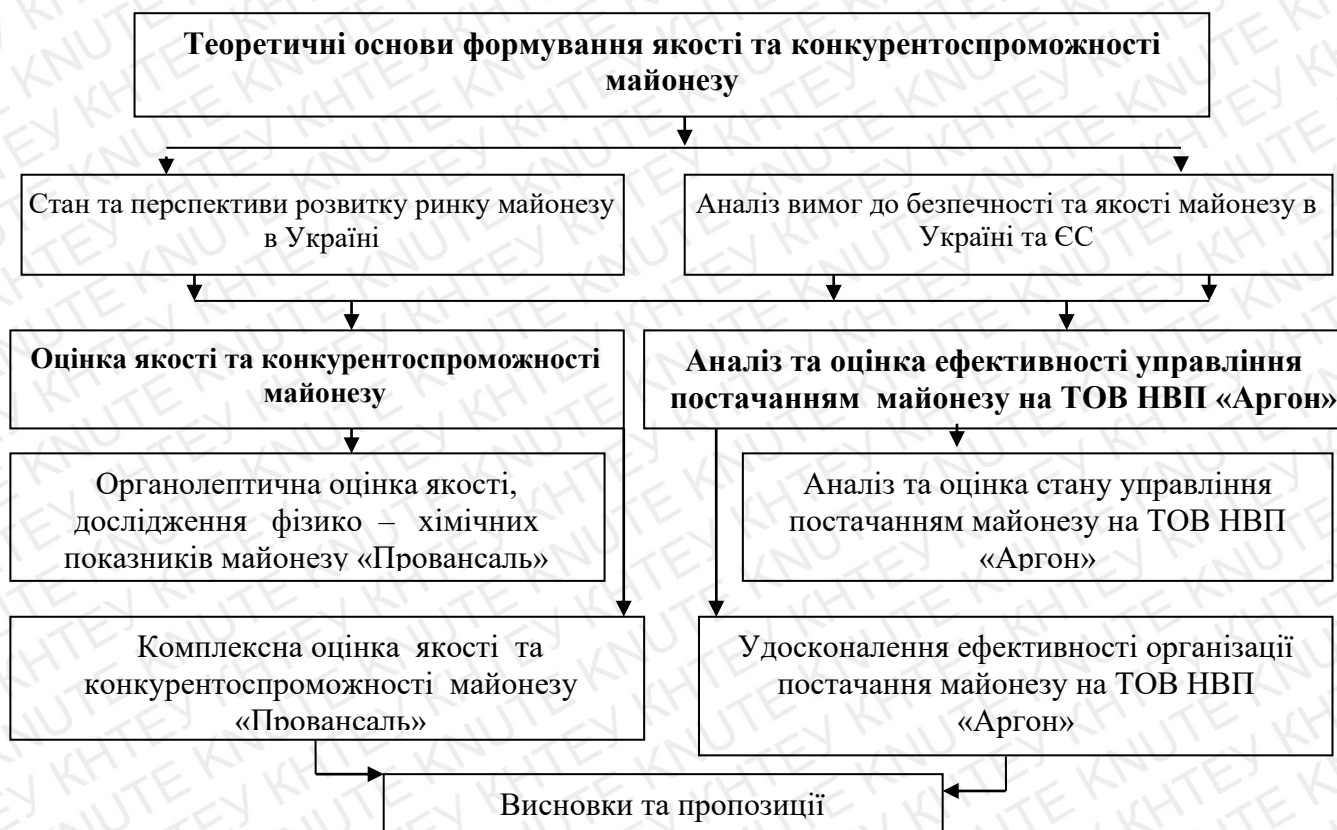 Теоретичні основи формування якості та конкурентоспроможності
майонезу
Стан та перспективи розвитку ринку майонезу
в Україні
Аналіз вимог до безпечності та якості майонезу в
Україні та ЄС
Оцінка якості та конкурентоспроможності
майонезу
Аналіз та оцінка ефективності управління
постачанням майонезу на ТОВ НВП «Аргон»
Органолептична оцінка якості,
дослідження фізико – хімічних
показників майонезу «Провансаль»
Аналіз та оцінка стану управління
постачанням майонезу на ТОВ НВП
«Аргон»
Комплексна оцінка якості та
конкурентоспроможності майонезу
«Провансаль»
Удосконалення ефективності організації
постачання майонезу на ТОВ НВП
«Аргон»
Висновки та пропозиції